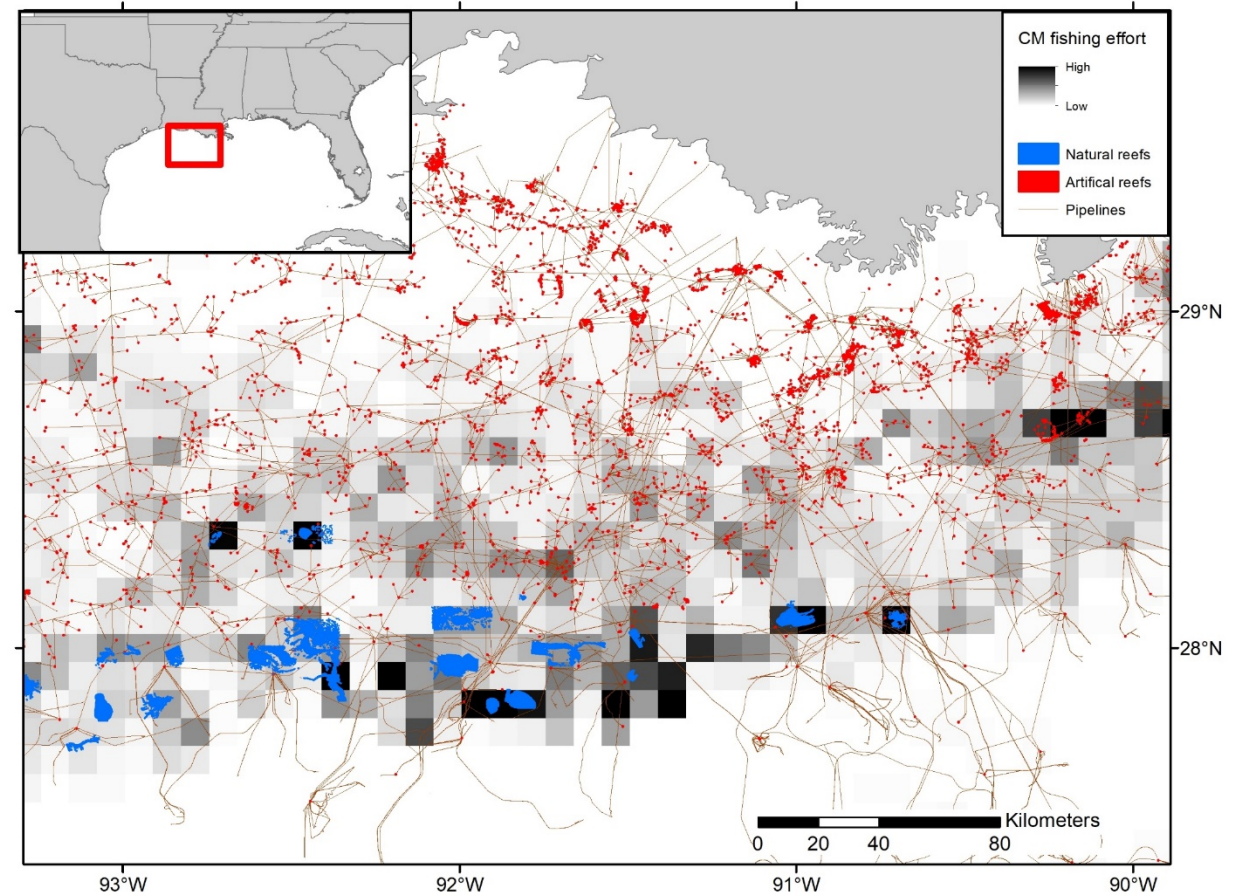 CM fishing effort
High
Low
Natural reefs
Artifical reefs
Pipelines
29°N
28°N
Kilometers
0 20 40 80
93°W 92°W 91°W 90°W